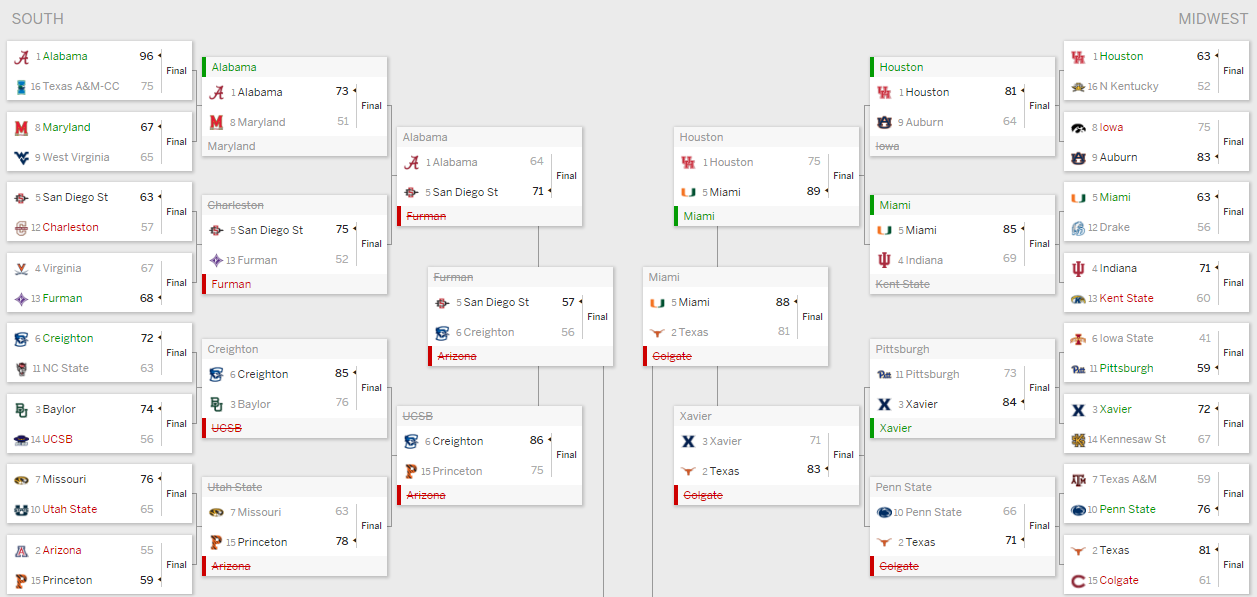 SOUTH
MIDWEST
1 Alabama 96
16 Texas A&M-CC 75
Final
8 Maryland 67
9 West Virginia 65
Final
5 San Diego St 63
12 Charleston 57
Final
4 Virginia 67
13 Furman 68
Final
6 Creighton 72
11 NC State 63
Final
3 Baylor 74
14 UCSB 56
Final
7 Missouri 76
10 Utah State 65
Final
2 Arizona 55
15 Princeton 59
Final
Alabama
1 Alabama 73
8 Maryland 51
Final
Maryland
Charleston
5 San Diego St 75
13 Furman 52
Final
Furman
Creighton
6 Creighton 85
3 Baylor 76
Final
UCSB
Utah State
7 Missouri 63
15 Princeton 78
Final
Arizona
Alabama
1 Alabama 64
5 San Diego St 71
Final
Furman
UCSB
6 Creighton 86
15 Princeton 75
Final
Arizona
Furman
5 San Diego St 57
6 Creighton 56
Final
Arizona
Miami
5 Miami 88
2 Texas 81
Final
Colgate
Houston
1 Houston 75
5 Miami 89
Final
Miami
Xavier
3 Xavier 71
2 Texas 83
Final
Colgate
Houston
1 Houston 81
9 Auburn 64
Final
Iowa
Miami
5 Miami 85
4 Indiana 69
Final
Kent State
Pittsburgh
11 Pittsburgh 73
3 Xavier 84
Final
Xavier
Penn State
10 Penn State 66
2 Texas 71
Final
Colgate
1 Houston 63
16 N Kentucky 52
Final
8 Iowa 75
9 Auburn 83
Final
5 Miami 63
12 Drake 56
Final
4 Indiana 71
13 Kent State 60
Final
6 Iowa State 41
11 Pittsburgh 59
Final
3 Xavier 72
14 Kennesaw St 67
Final
7 Texas A&M 59
10 Penn State 76
Final
2 Texas 81
15 Colgate 61
Final